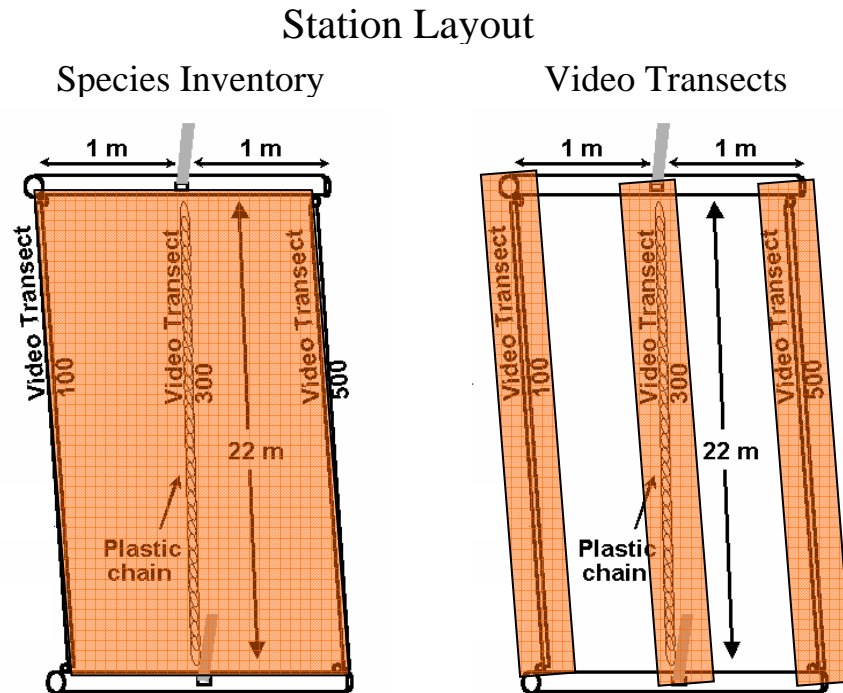 Station Layout
Species Inventory
1 m 1 m
Video Transect
100
Video Transect
300
Video Transect
500
22 m
Plastic
chain
Video Transects
1 m 1 m
Video Transect
100
Video Transect
300
Video Transect
500
22 m
Plastic
chain